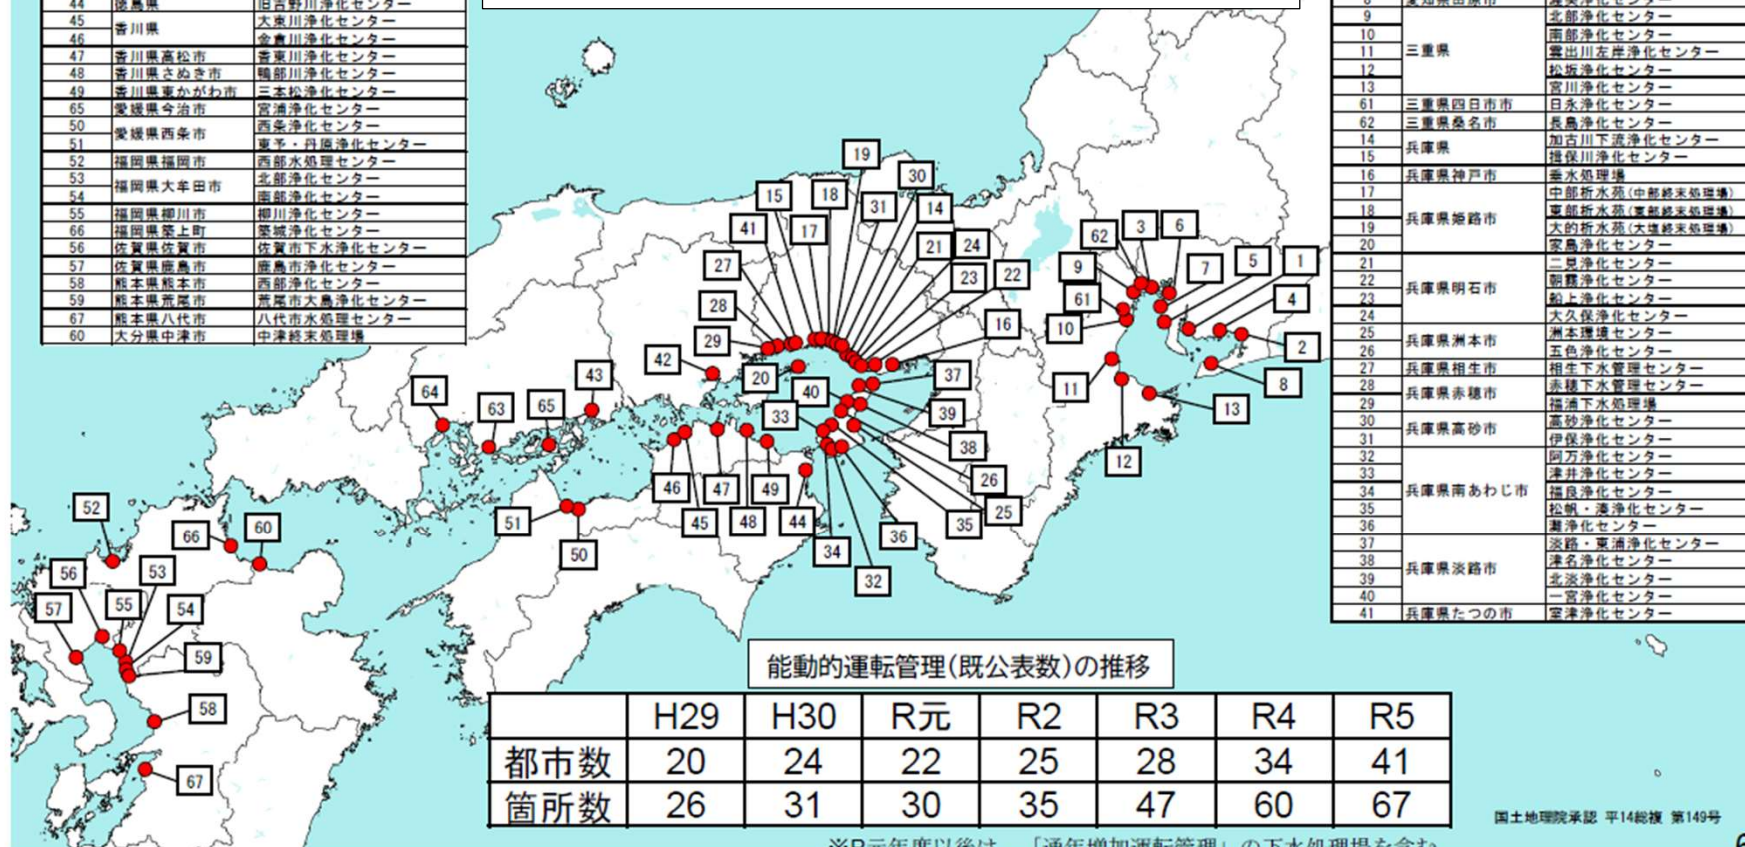 44 徳島県 旧吉野川浄化センター
45 香川県 大東川浄化センター
46 金倉川浄化センター
47 香川県高松市 香東川浄化センター
48 香川県さぬき市 鴨部川浄化センター
49 香川県東かがわ市 三本松浄化センター
65 愛媛県今治市 宮浦浄化センター
50 愛媛県西条市 西条浄化センター
51 東予・丹原浄化センター
52 福岡県福岡市 西部水処理センター
53 福岡県大牟田市 北部浄化センター
54 南部浄化センター
55 福岡県柳川市 柳川浄化センター
66 福岡県築上町 築城浄化センター
56 佐賀県佐賀市 佐賀市下水浄化センター
57 佐賀県鹿島市 鹿島市浄化センター
58 熊本県熊本市 西部浄化センター
59 熊本県荒尾市 荒尾市大島浄化センター
67 熊本県八代市 八代市水処理センター
60 大分県中津市 中津終末処理場
8 愛知県田原市 渥美浄化センター
9 三重県 北部浄化センター
10 南部浄化センター
11 雲出川左岸浄化センター
12 松坂浄化センター
13 宮川浄化センター
61 三重県四日市市 日永浄化センター
62 三重県桑名市 長島浄化センター
14 兵庫県 加古川下流浄化センター
15 揖保川浄化センター
16 兵庫県神戸市 垂水処理場
17 兵庫県姫路市 中部析水苑(中部終末処理場)
18 東部析水苑(東部終末処理場)
19 大的析水苑(大塩終末処理場)
20 家島浄化センター
21 兵庫県明石市 二見浄化センター
22 朝霧浄化センター
23 船上浄化センター
24 大久保浄化センター
25 兵庫県洲本市 洲本環境センター
26 五色浄化センター
27 兵庫県相生市 相生下水管理センター
28 兵庫県赤穂市 赤穂下水管理センター
29 福浦下水処理場
30 兵庫県高砂市 高砂浄化センター
31 伊保浄化センター
32 兵庫県南あわじ市 阿万浄化センター
33 津井浄化センター
34 福良浄化センター
35 松帆・湊浄化センター
36 灘浄化センター
37 兵庫県淡路市 淡路・東浦浄化センター
38 津名浄化センター
39 北淡浄化センター
40 一宮浄化センター
41 兵庫県たつの市 室津浄化センター
19
30
15
18
31
14
41
17
21
24
27
23
22
28
16
29
42
20
40
37
33
39
38
26
25
35
36
32
34
44
49
48
47
45
46
43
65
63
64
51
50
62
3
6
9
7
5
1
61
4
10
2
8
11
13
12
52
66
60
56
53
57
55
54
59
58
67
能動的運転管理(既公表数)の推移
H29 H30 R元 R2 R3 R4 R5
都市数 20 24 22 25 28 34 41
箇所数 26 31 30 35 47 60 67
※R元年度以後は、「通年増加運転管理」の下水処理場を含む
国土地理院承認 平14総複 第149号